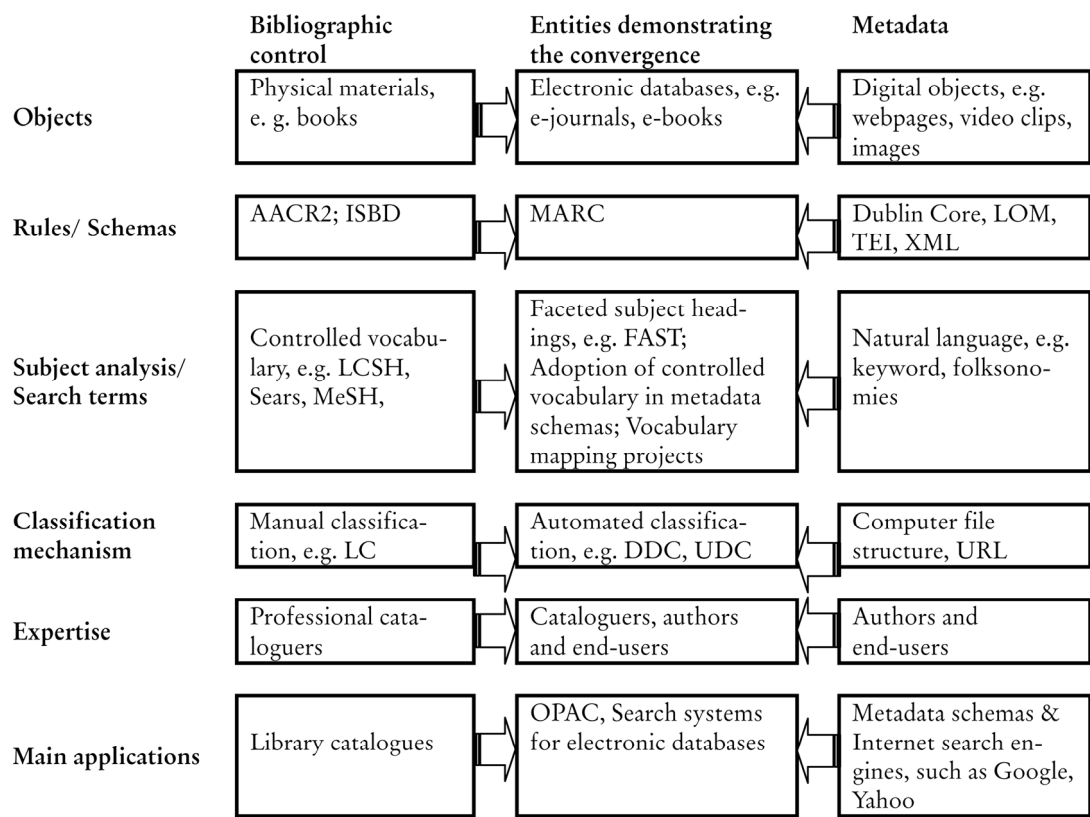 Bibliographic
control
Entities demonstrating
the convergence
Metadata
Objects
Physical materials,
e. g. books
Electronic databases, e.g.
e-journals, e-books
Digital objects, e.g.
webpages, video clips,
images
Rules/ Schemas
AACR2; ISBD
MARC
Dublin Core, LOM,
TEI, XML
Subject analysis/
Search terms
Controlled vocabu-
lary, e.g. LCSH,
Sears, MeSH,
Faceted subject head-
ings, e.g. FAST;
Adoption of controlled
vocabulary in metadata
schemas; Vocabulary
mapping projects
Natural language, e.g.
keyword, folksono-
mies
Classification
mechanism
Manual classifica-
tion, e.g. LC
Automated classifica-
tion, e.g. DDC, UDC
Computer file
structure, URL
Expertise
Professional cata-
loguers
Cataloguers, authors
and end-users
Authors and
end-users
Main applications
Library catalogues
OPAC, Search systems
for electronic databases
Metadata schemas &
Internet search en-
gines, such as Google,
Yahoo